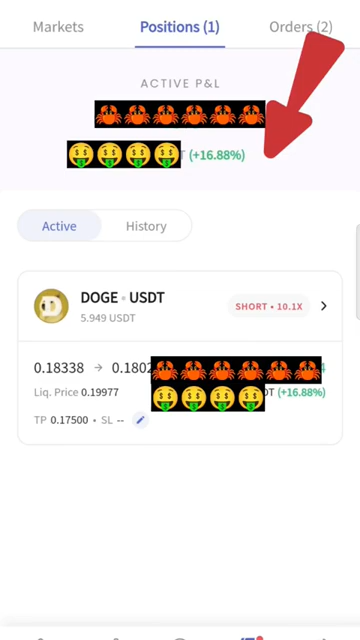 Markets
Positions (1)
Orders (2)
ACTIVE P&L
(+16.88%)
Active
History
DOGE • USDT
5.949 USDT
SHORT • 10.1X
0.18338 → 0.1802
Liq. Price 0.19977
(+16.88%)
TP 0.17500 • SL --